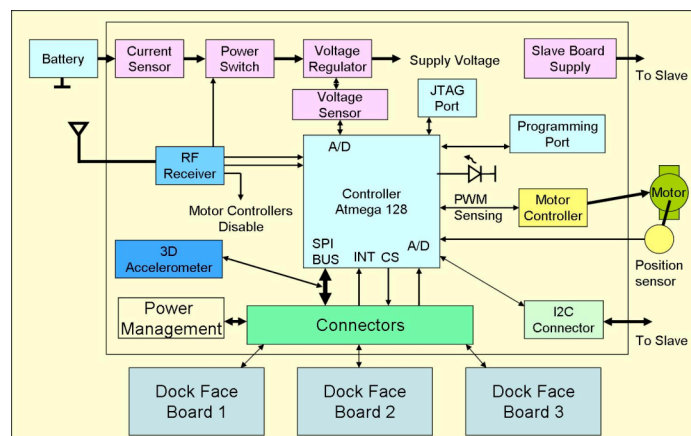 Battery
Current
Sensor
Power
Switch
Voltage
Regulator
Supply Voltage
Slave Board
Supply
To Slave
Voltage
Sensor
JTAG
Port
Programming
Port
A/D
RF
Receiver
Controller
Atmega 128
Motor Controllers
Disable
PWM
Sensing
Motor
Controller
Motor
Position
sensor
3D
Accelerometer
SPI
BUS
INT
CS
A/D
Power
Management
Connectors
I2C
Connector
To Slave
Dock Face
Board 1
Dock Face
Board 2
Dock Face
Board 3